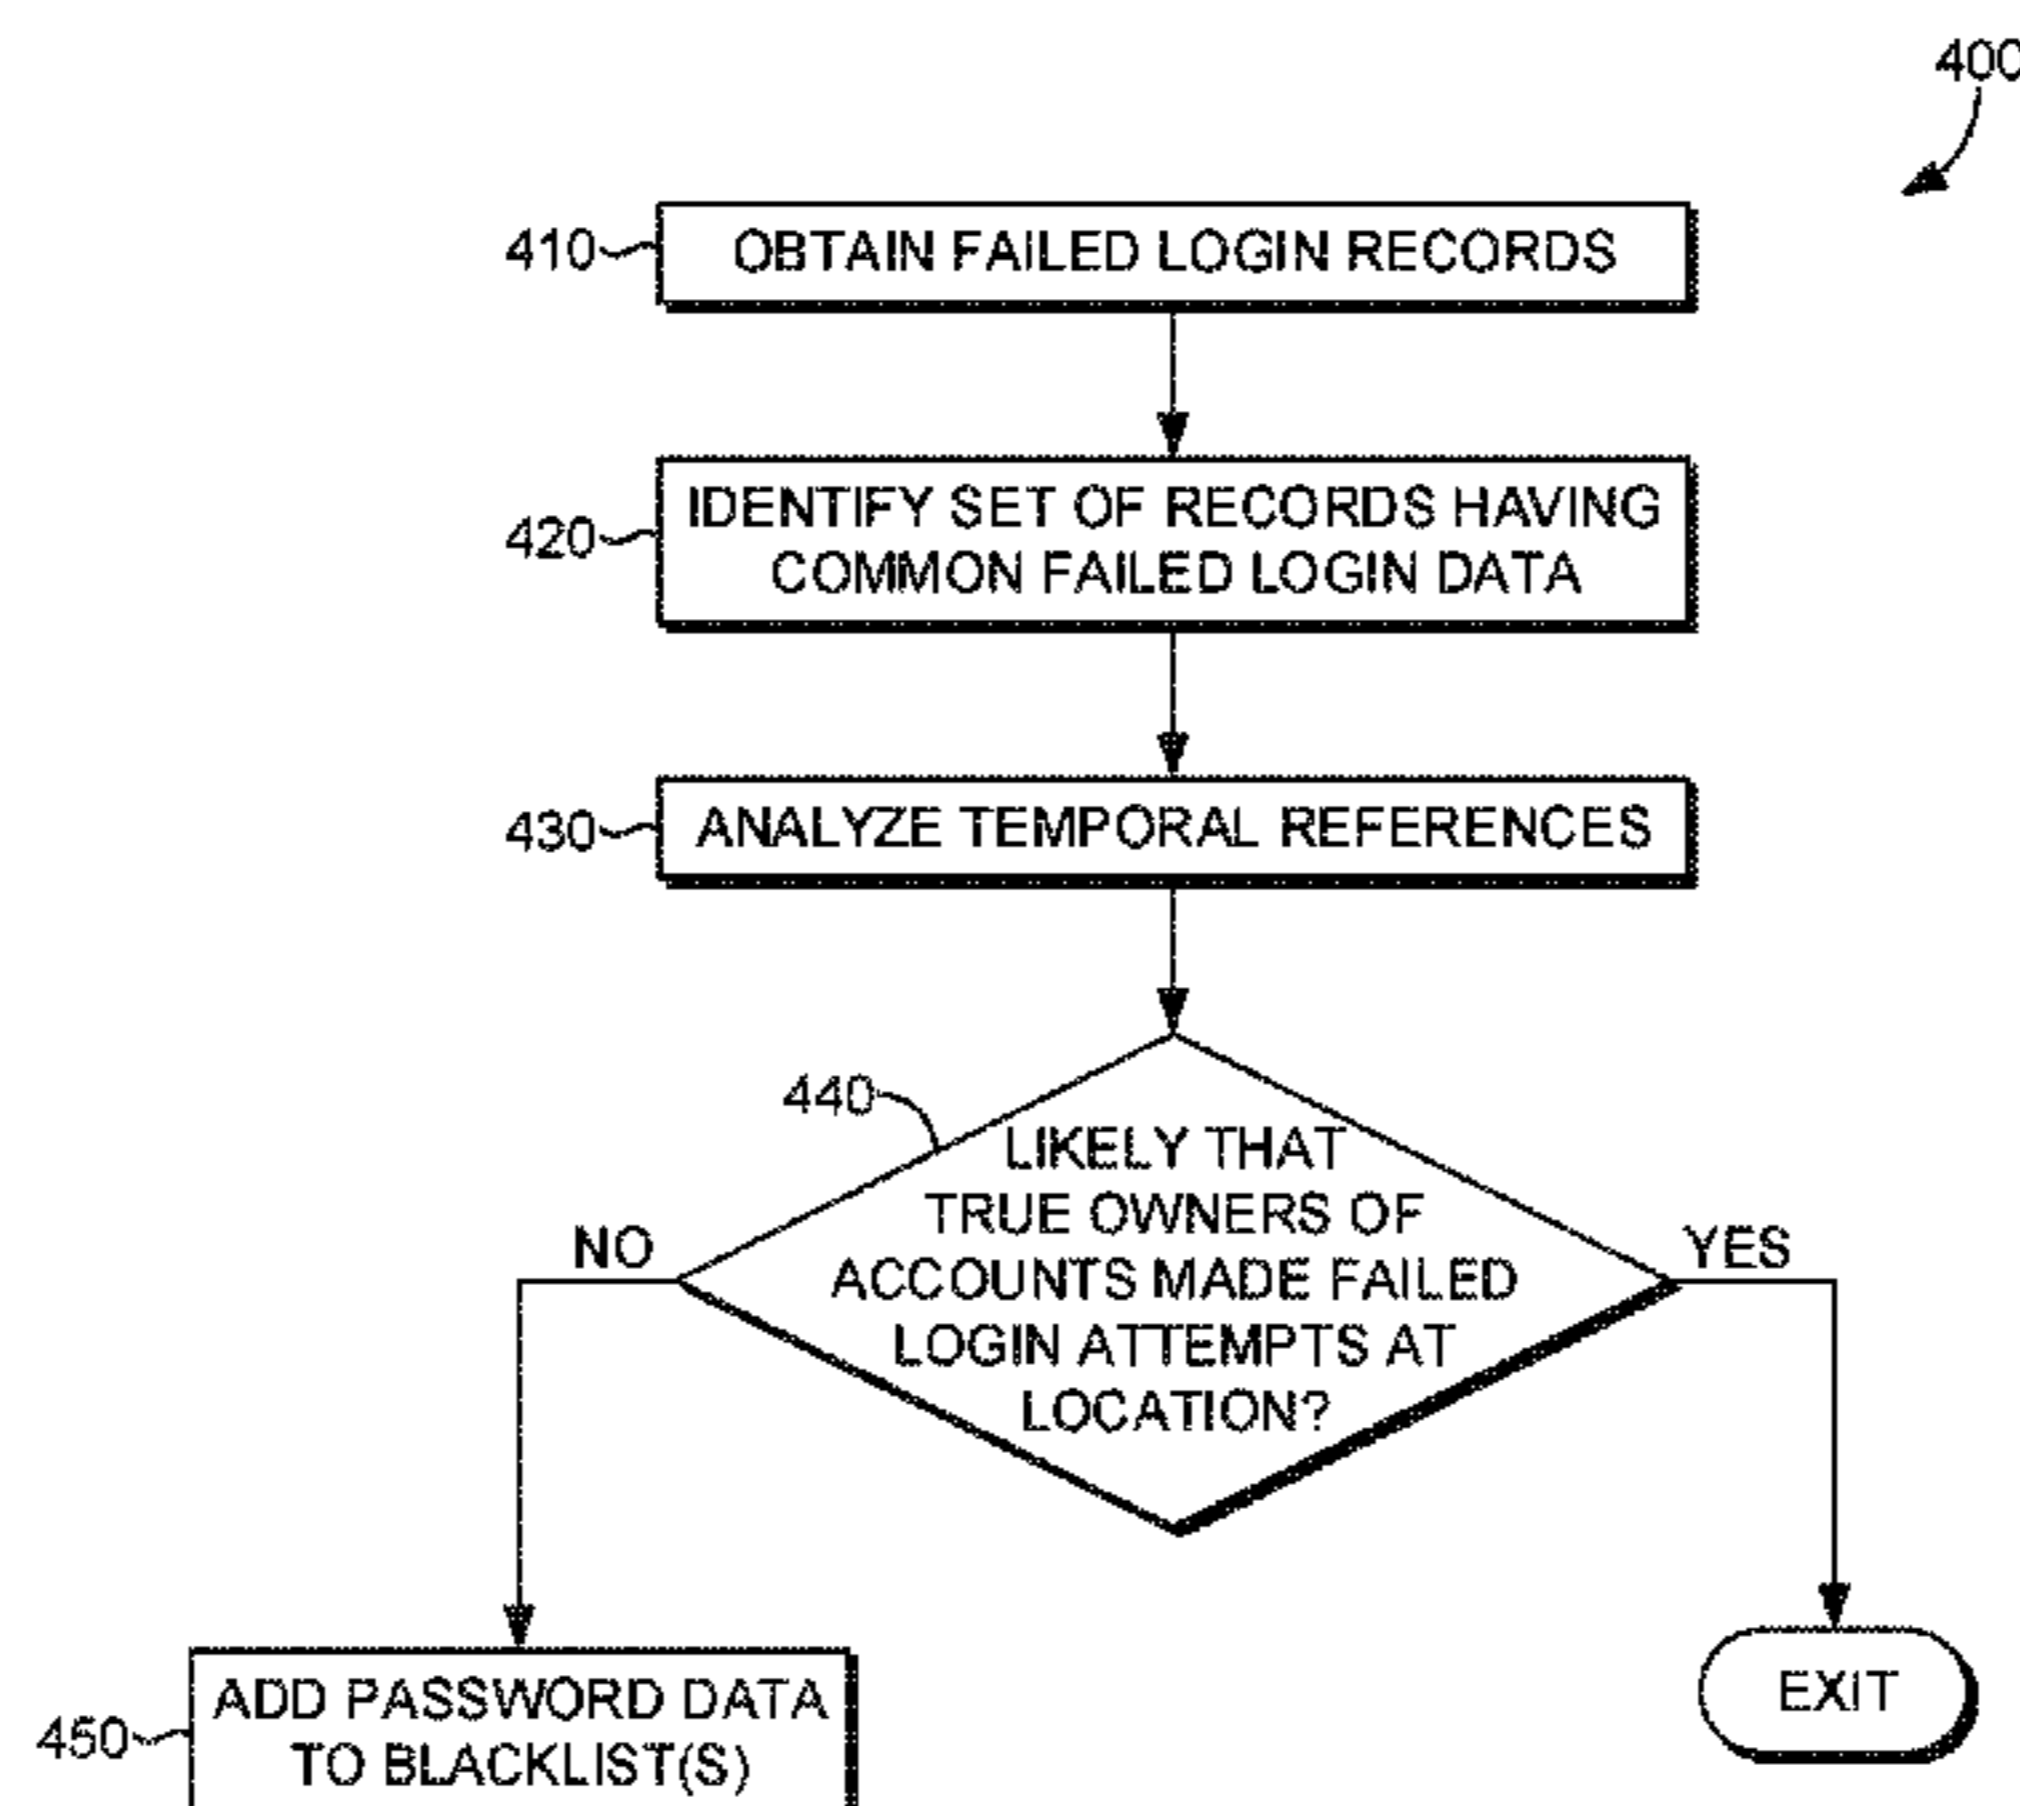 400
410
OBTAIN FAILED LOGIN RECORDS
420
IDENTIFY SET OF RECORDS HAVING
COMMON FAILED LOGIN DATA
430
ANALYZE TEMPORAL REFERENCES
440
LIKELY THAT
TRUE OWNERS OF
ACCOUNTS MADE FAILED
LOGIN ATTEMPTS AT
LOCATION?
NO
YES
450
ADD PASSWORD DATA
TO BLACKLIST(S)
EXIT